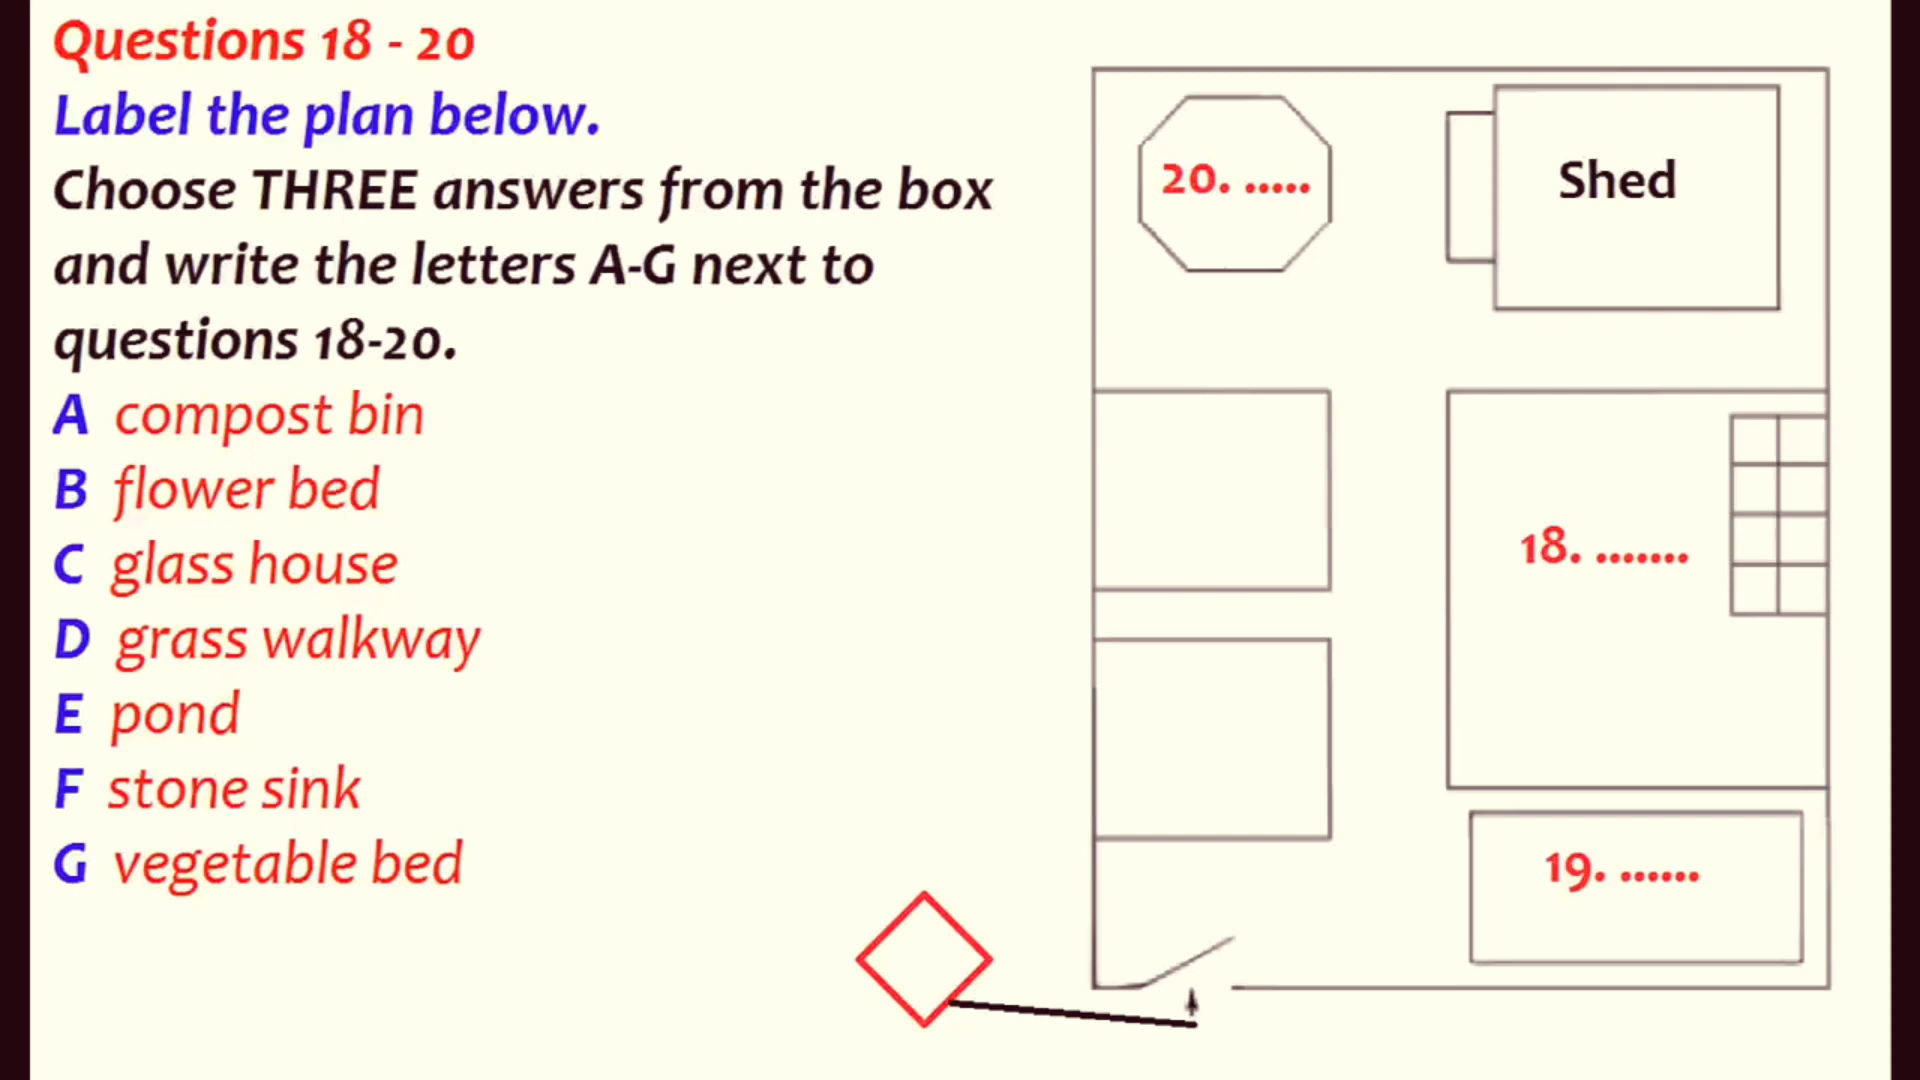 Questions 18 - 20
Label the plan below.
Choose THREE answers from the box
and write the letters A-G next to
questions 18-20.
A compost bin
B flower bed
C glass house
D grass walkway
E pond
F stone sink
G vegetable bed
20. .....
Shed
18. .......
19. ......